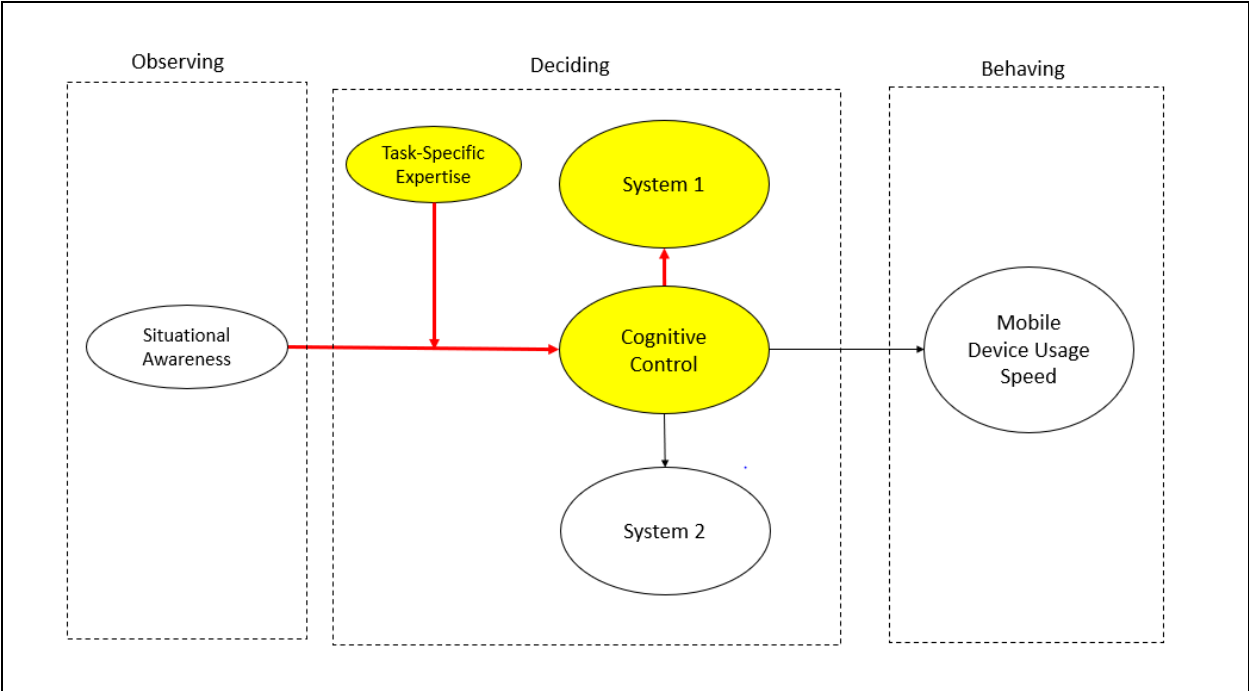 Observing
Deciding
Behaving
Task-Specific
Expertise
System 1
Situational
Awareness
Cognitive
Control
Mobile
Device Usage
Speed
System 2